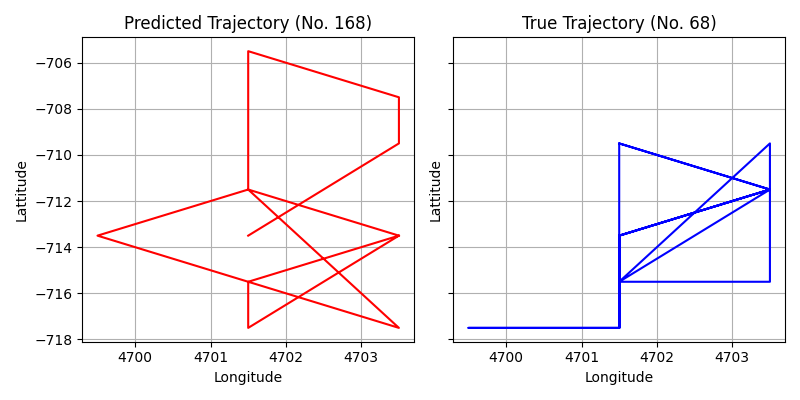 Predicted Trajectory (No. 168)
−706
−708
−710
−712
−714
−716
−718
Lattitude
4700 4701 4702 4703
Longitude
True Trajectory (No. 68)
Lattitude
4700 4701 4702 4703
Longitude